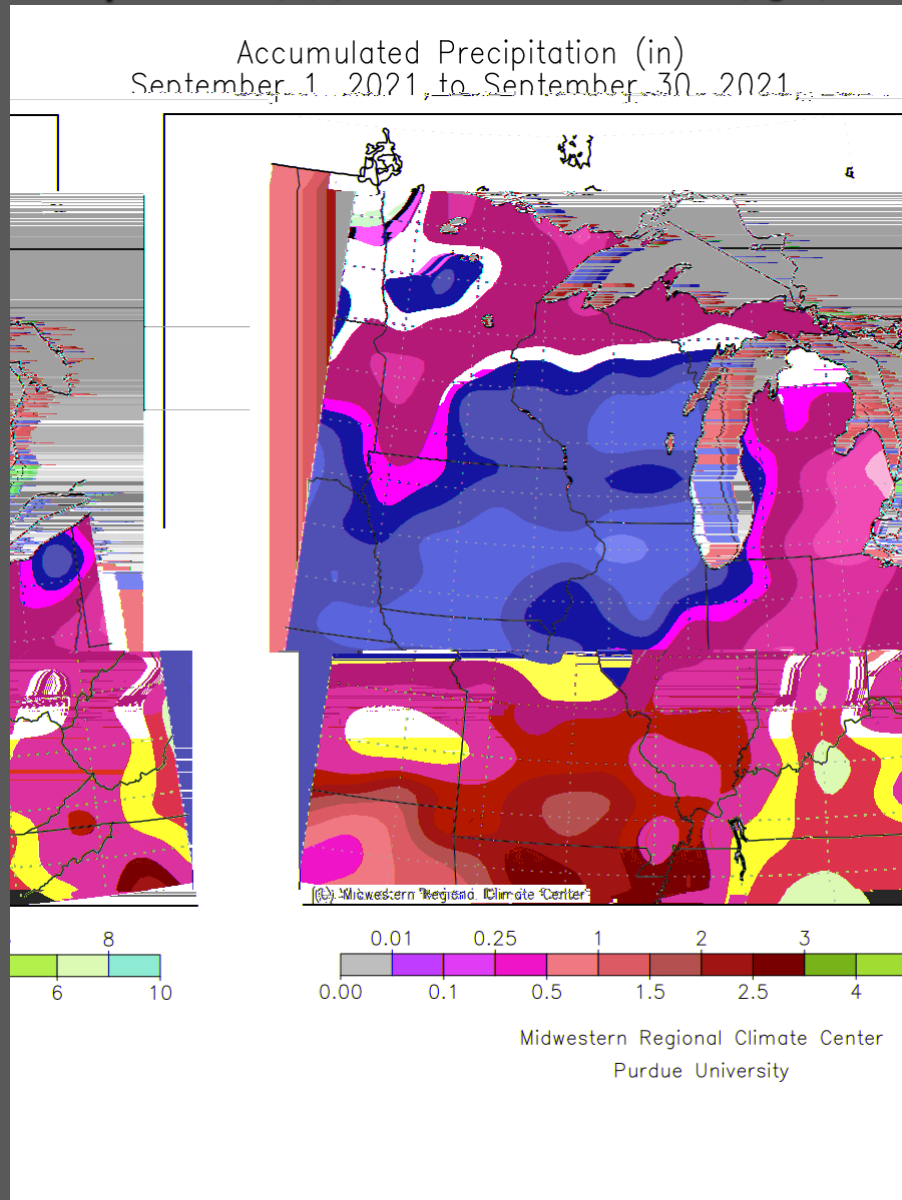 Accumulated Precipitation (in)
September 1, 2021, to September 30, 2021,
(c) Midwestern Regional Climate Center
8
0.01 0.25 1 2 3
6 10
0.00 0.1 0.5 1.5 2.5 4
Midwestern Regional Climate Center
Purdue University